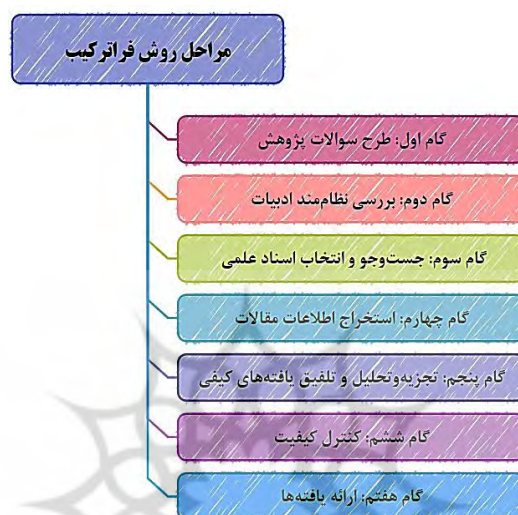 مراحل روش فراترکیب
گام اول: طرح سوالات پژوهش
گام دوم: بررسی نظام‌مند ادبیات
گام سوم: جست‌وجو و انتخاب اسناد علمی
گام چهارم: استخراج اطلاعات مقالات
گام پنجم: تجزیه‌وتحلیل و تلفیق یافته‌های کیفی
گام ششم: کنترل کیفیت
گام هفتم: ارائه یافته‌ها